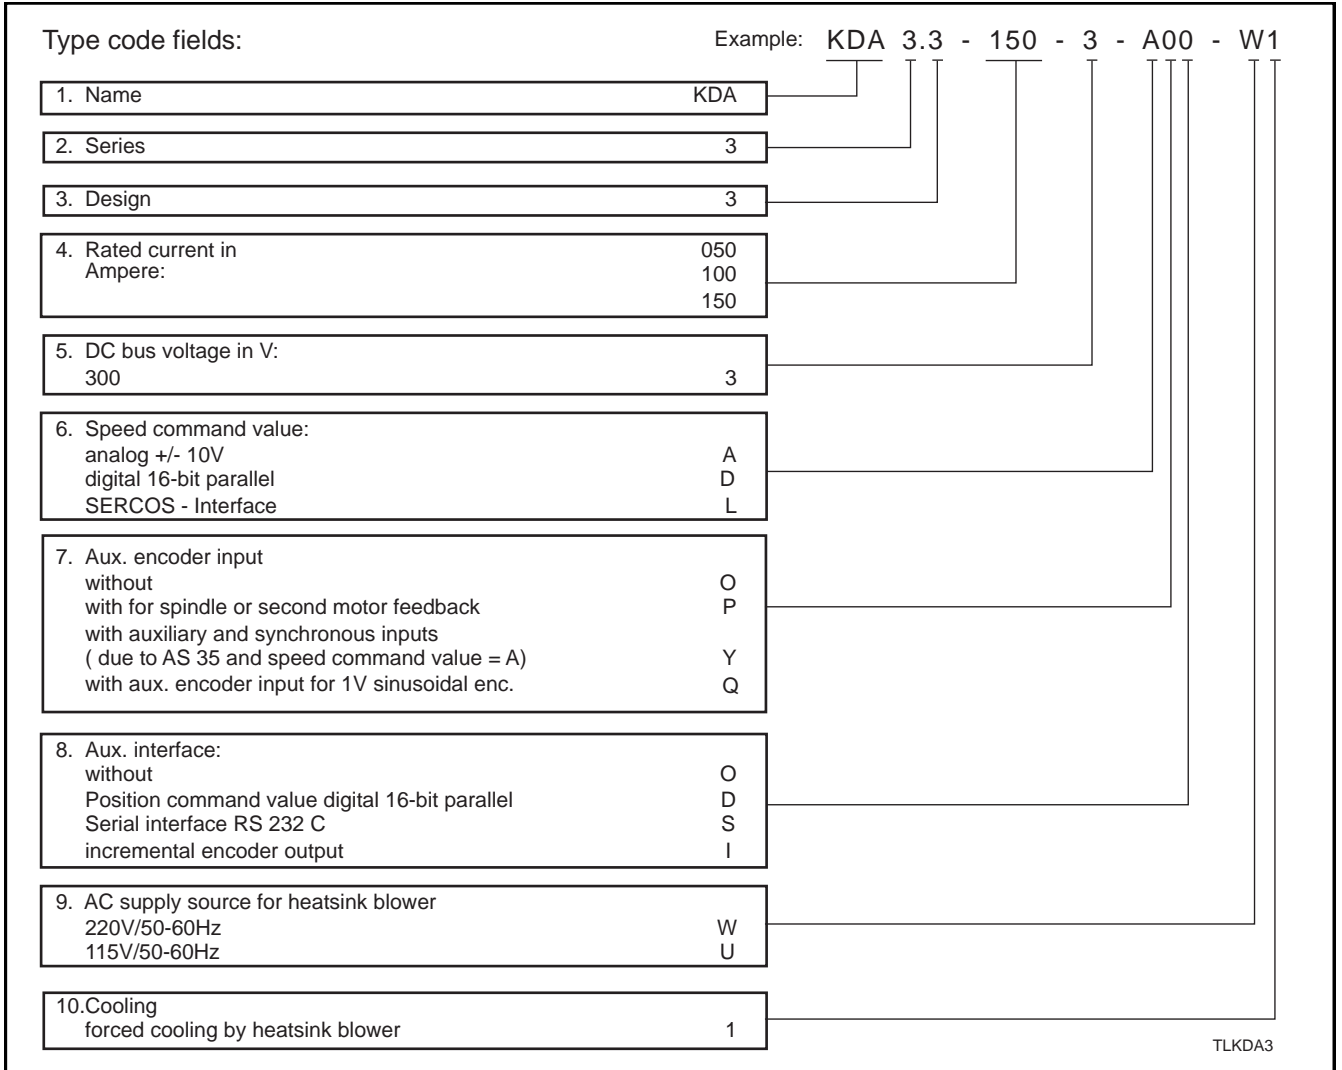 Type code fields: Example: KDA 3.3 - 150 - 3 - A00 - W1
1. Name KDA
2. Series 3
3. Design 3
4. Rated current in 050
Ampere: 100
150
5. DC bus voltage in V:
300 3
6. Speed command value:
analog +/- 10V A
digital 16-bit parallel D
SERCOS - Interface L
7. Aux. encoder input
without O
with for spindle or second motor feedback P
with auxiliary and synchronous inputs
( due to AS 35 and speed command value = A) Y
with aux. encoder input for 1V sinusoidal enc. Q
8. Aux. interface:
without O
Position command value digital 16-bit parallel D
Serial interface RS 232 C S
incremental encoder output I
9. AC supply source for heatsink blower
220V/50-60Hz W
115V/50-60Hz U
10.Cooling
forced cooling by heatsink blower 1
TLKDA3